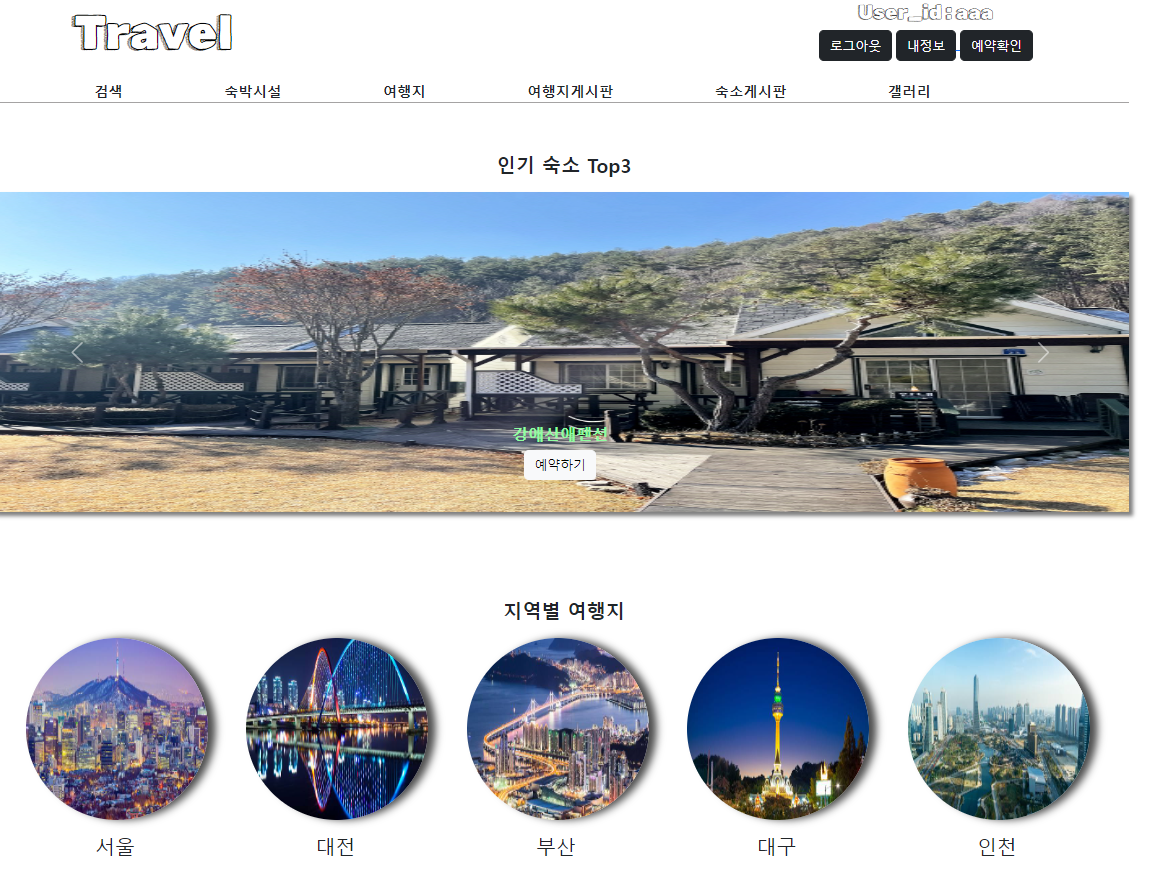 Travel
User_id:aaa
로그아웃 내정보 예약확인
검색 숙박시설 여행지 여행지게시판 숙소게시판 갤러리
인기 숙소 Top3
강애산애펜션
예약하기
지역별 여행지
서울 대전 부산 대구 인천